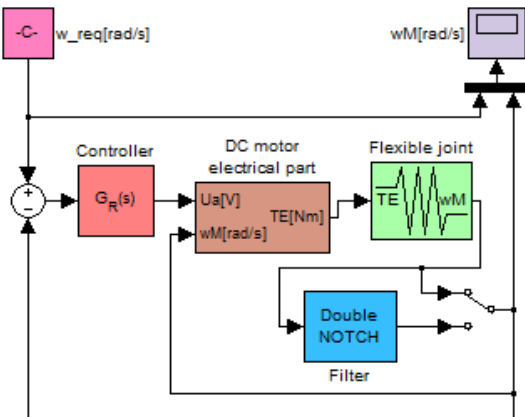 -C-
w_req[rad/s]
wM[rad/s]
Controller
DC motor
electrical part
Flexible joint
+
−
G_R(s)
Ua[V]
TE[Nm]
wM[rad/s]
TE
wM
Double
NOTCH
Filter